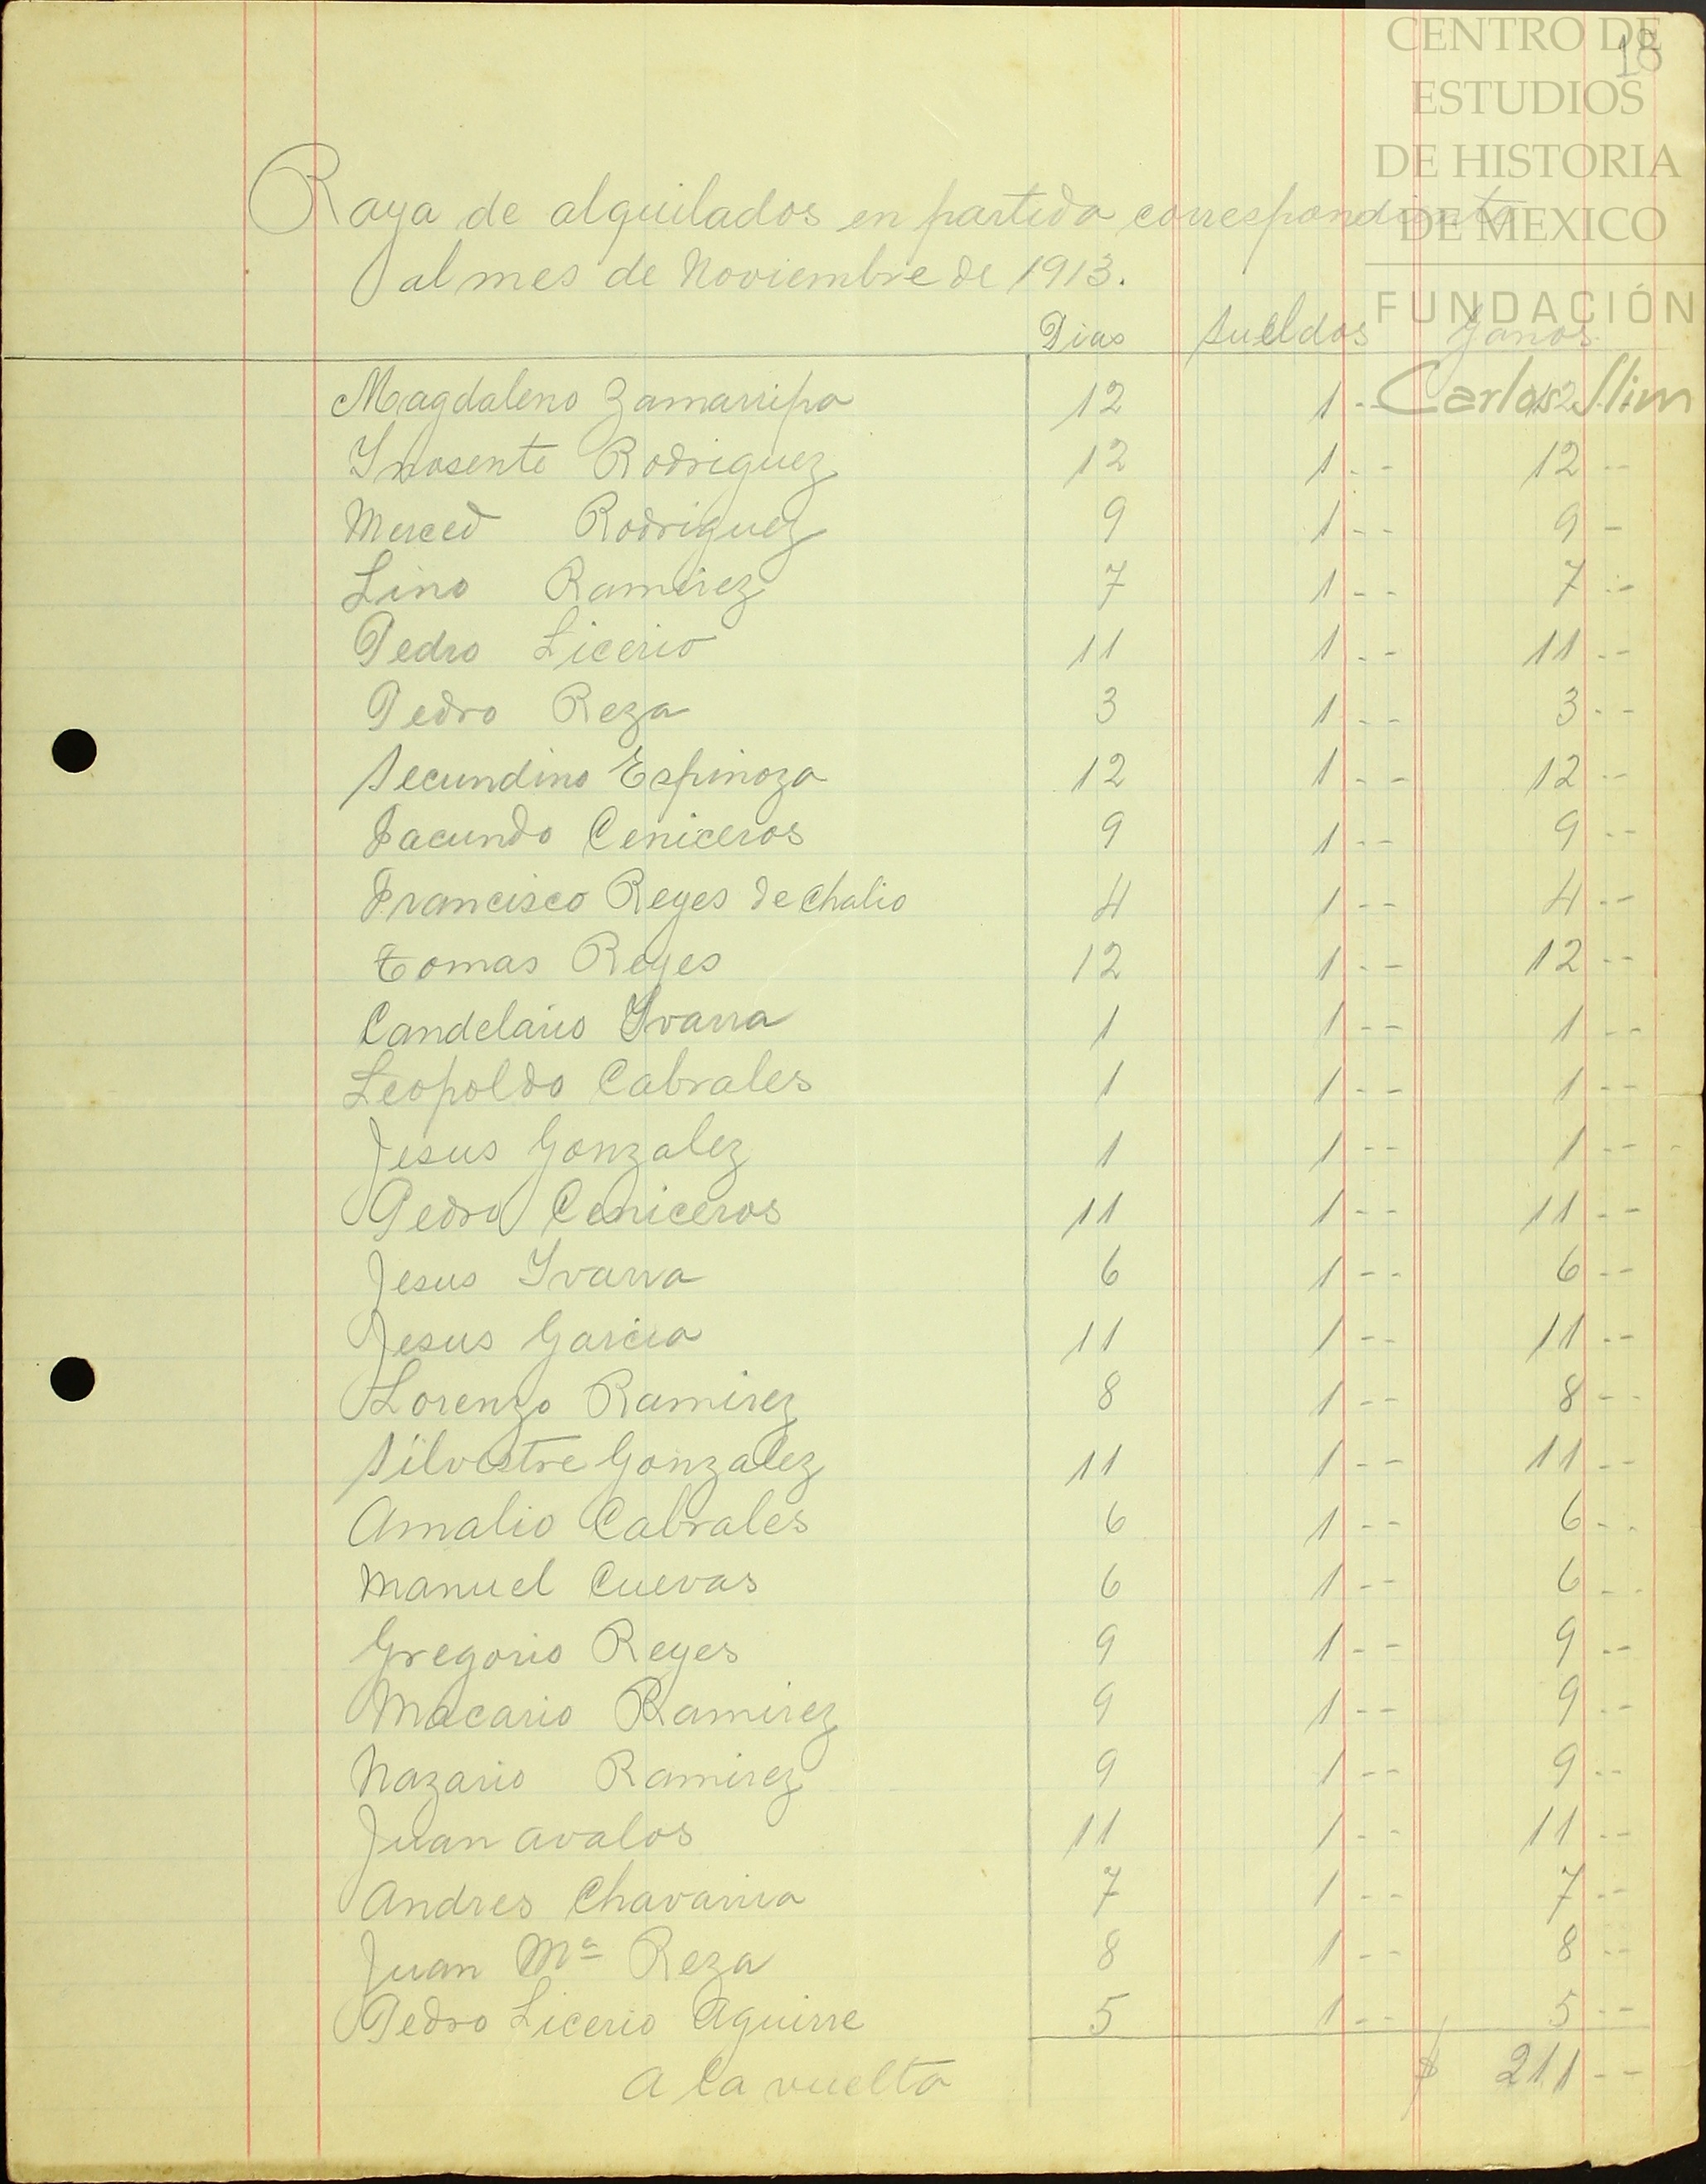 CENTRO DE
ESTUDIOS
DE HISTORIA
DE MEXICO
FUNDACIÓN
Carlos Slim
18
Raya de alquilados en partida correspondiente
al mes de Noviembre de 1913.
Dias Sueldos Ganos
Magdaleno Zamarripa 12 1 -- 12 --
Ynosente Rodriguez 12 1 -- 12 --
Merced Rodriguez 9 1 -- 9 -
Lino Ramirez 7 1 -- 7 --
Pedro Licerio 11 1 -- 11 --
Pedro Reza 3 1 -- 3 --
Secundino Espinoza 12 1 -- 12 --
Facundo Ceniceros 9 1 -- 9 --
Francisco Reyes de Chalio 4 1 -- 4 --
Tomas Reyes 12 1 -- 12 --
Candelario Yvarra 1 1 -- 1 --
Leopoldo Cabrales 1 1 -- 1 --
Jesus Gonzalez 1 1 -- 1 --
Pedro Ceniceros 11 1 -- 11 --
Jesus Yvarra 6 1 -- 6 --
Jesus Garcia 11 1 -- 11 --
Lorenzo Ramirez 8 1 -- 8 --
Silvestre Gonzalez 11 1 -- 11 --
Amalio Cabrales 6 1 -- 6 --
Manuel Cuevas 6 1 -- 6 --
Gregorio Reyes 9 1 -- 9 --
Macario Ramirez 9 1 -- 9 --
Nazario Ramirez 9 1 -- 9 --
Juan avalos 11 1 -- 11 --
Andres Chavarria 7 1 -- 7 --
Juan Mª Reza 8 1 -- 8 --
Pedro Licerio Aguirre 5 1 -- 5 --
A la vuelta $ 211 --